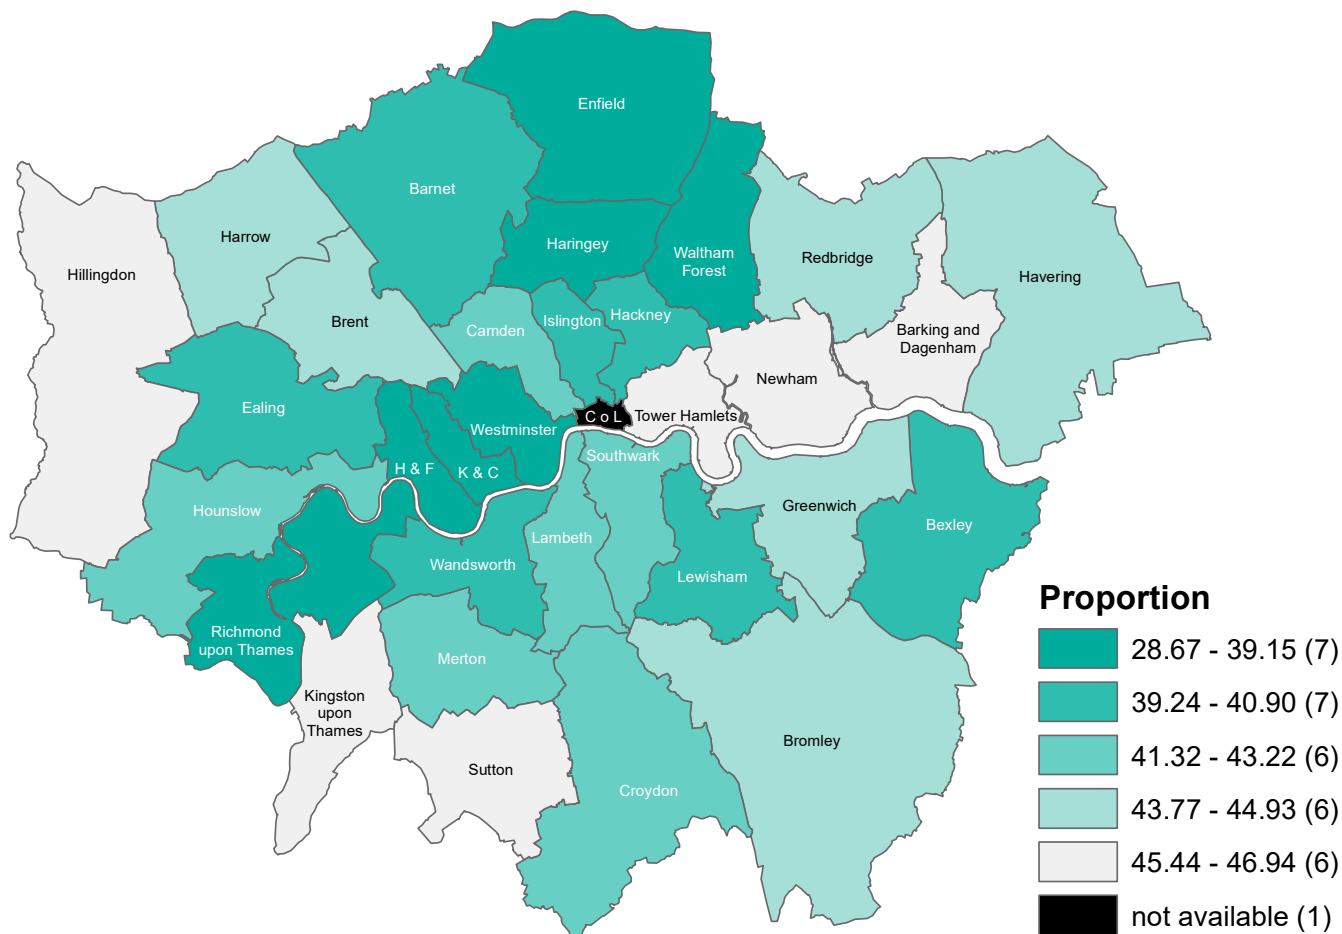 Enfield
Barnet
Harrow
Haringey
Waltham
Forest
Redbridge
Hillingdon
Havering
Brent
Camden
Islington
Hackney
Barking and
Dagenham
Newham
Ealing
Westminster
C o L
Tower Hamlets
H & F
K & C
Southwark
Hounslow
Greenwich
Bexley
Lambeth
Wandsworth
Lewisham
Richmond
upon Thames
Merton
Kingston
upon
Thames
Sutton
Bromley
Croydon
Proportion
28.67 - 39.15 (7)
39.24 - 40.90 (7)
41.32 - 43.22 (6)
43.77 - 44.93 (6)
45.44 - 46.94 (6)
not available (1)